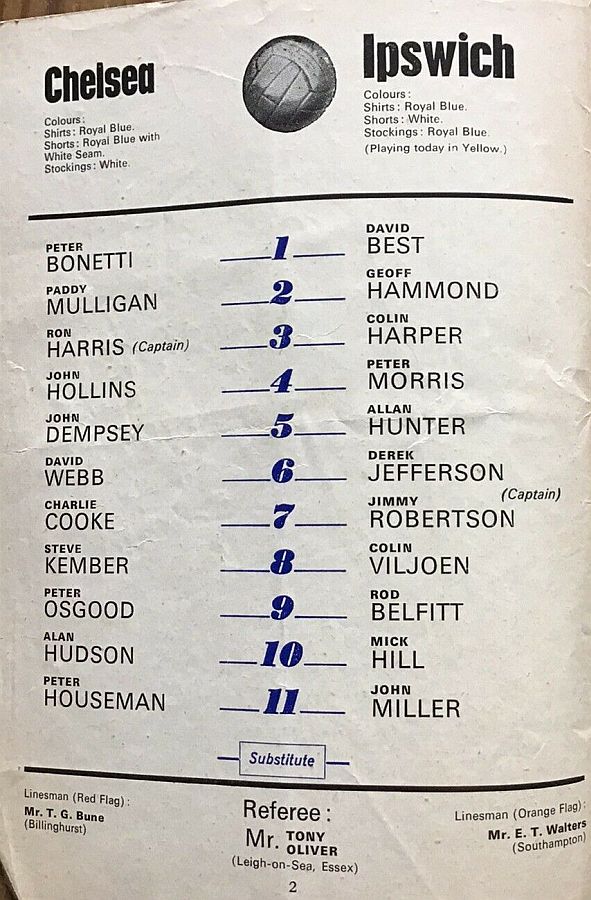 Chelsea
Colours:
Shirts: Royal Blue.
Shorts: Royal Blue with
White Seam.
Stockings: White.
Ipswich
Colours:
Shirts: Royal Blue.
Shorts: White.
Stockings: Royal Blue.
(Playing today in Yellow.)
PETER
BONETTI
1
DAVID
BEST
PADDY
MULLIGAN
2
GEOFF
HAMMOND
RON
HARRIS (Captain)
3
COLIN
HARPER
JOHN
HOLLINS
4
PETER
MORRIS
JOHN
DEMPSEY
5
ALLAN
HUNTER
DAVID
WEBB
6
DEREK
JEFFERSON
(Captain)
CHARLIE
COOKE
7
JIMMY
ROBERTSON
STEVE
KEMBER
8
COLIN
VILJOEN
PETER
OSGOOD
9
ROD
BELFITT
ALAN
HUDSON
10
MICK
HILL
PETER
HOUSEMAN
11
JOHN
MILLER
Substitute
Linesman (Red Flag):
Mr. T. G. Bune
(Billinghurst)
Referee:
Mr. TONY
OLIVER
(Leigh-on-Sea, Essex)
Linesman (Orange Flag):
Mr. E. T. Walters
(Southampton)
2